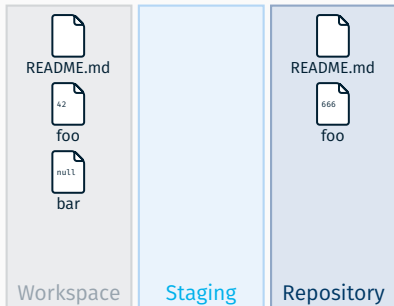 README.md
42
foo
null
bar
Workspace
Staging
README.md
666
foo
Repository